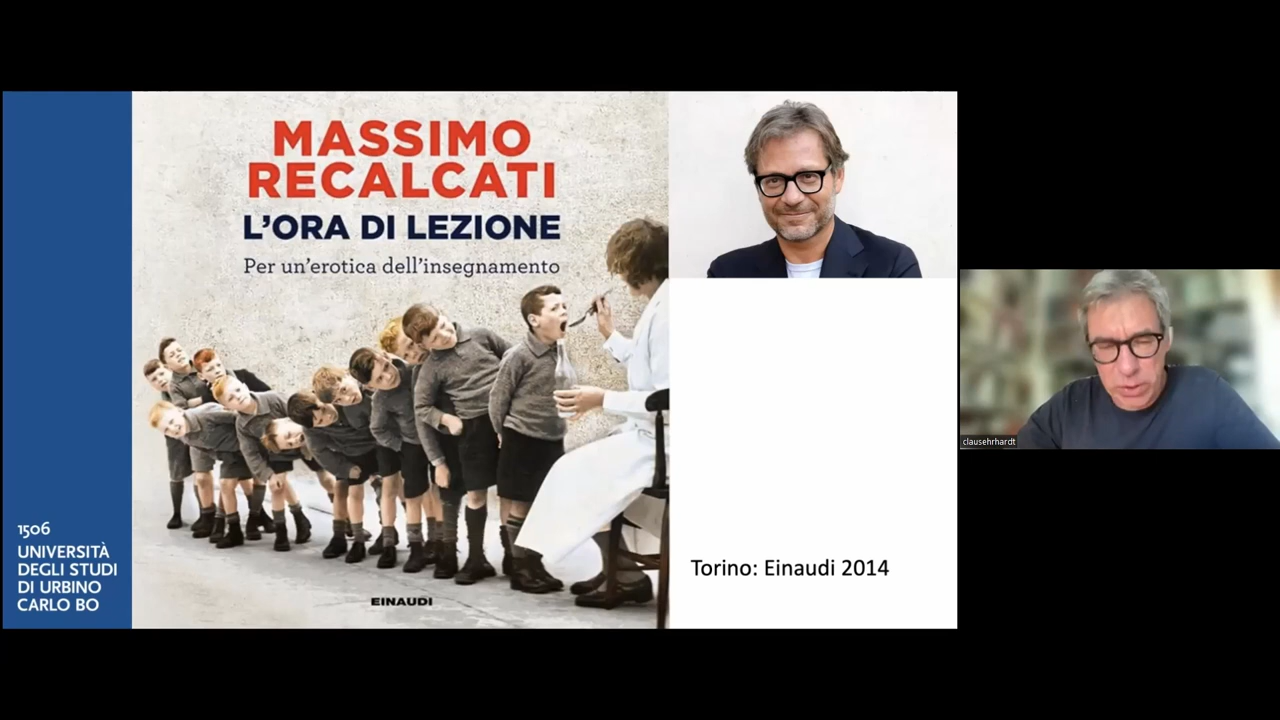 MASSIMO
RECALCATI
L'ORA DI LEZIONE
Per un'erotica dell'insegnamento
EINAUDI
1506
UNIVERSITÀ
DEGLI STUDI
DI URBINO
CARLO BO
Torino: Einaudi 2014
clausehrhardt